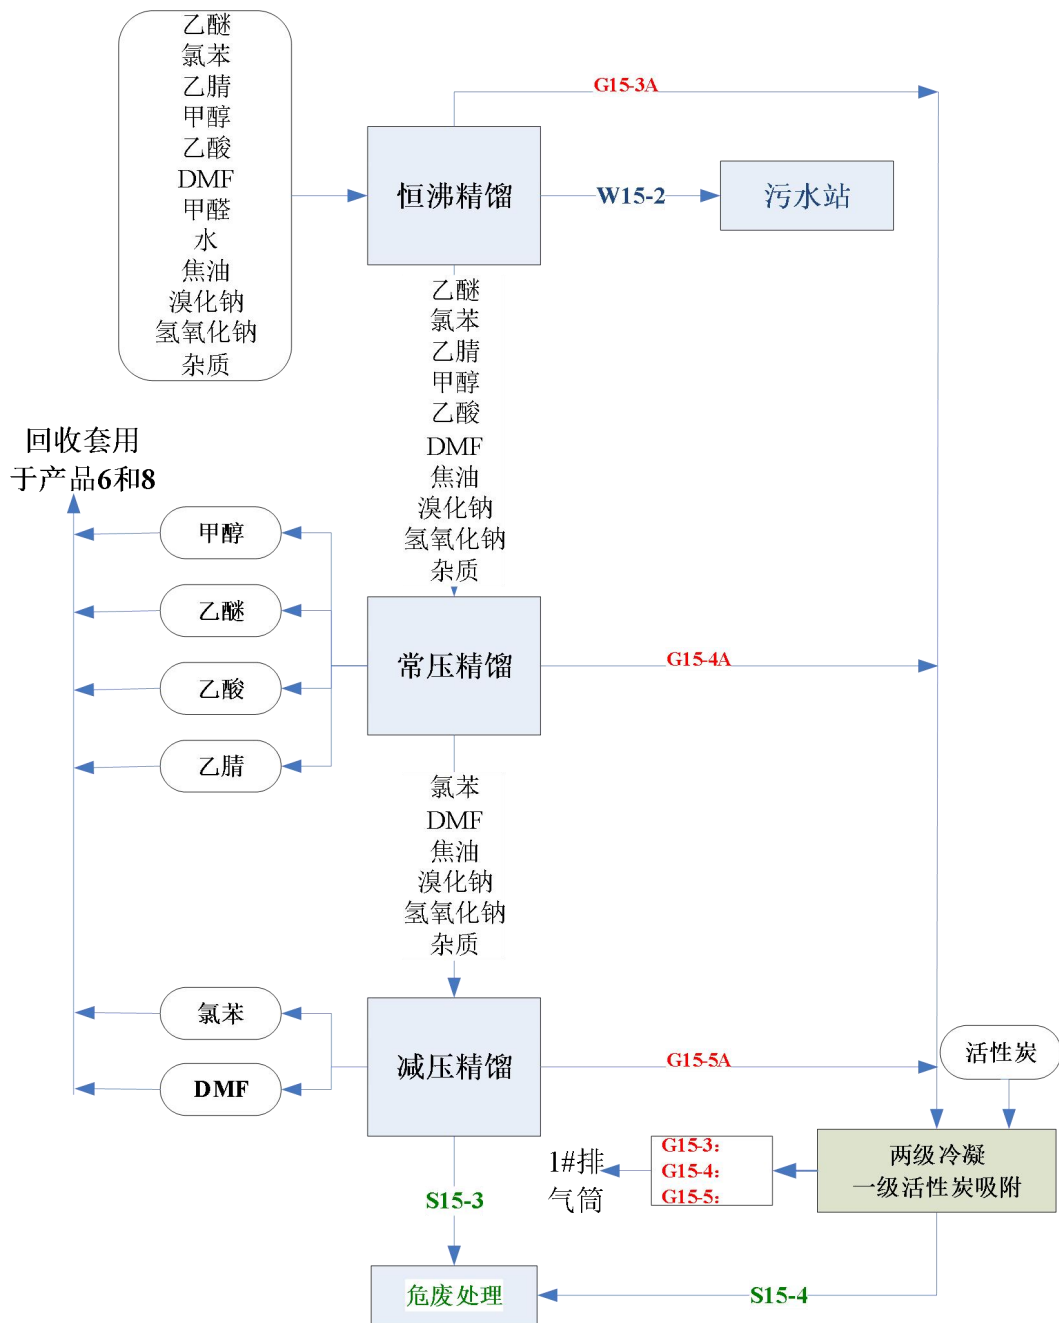 乙醚
氯苯
乙腈
甲醇
乙酸
DMF
甲醛
水
焦油
溴化钠
氢氧化钠
杂质
G15-3A
恒沸精馏
W15-2
污水站
乙醚
氯苯
乙腈
甲醇
乙酸
DMF
焦油
溴化钠
氢氧化钠
杂质
回收套用
于产品6和8
甲醇
乙醚
乙酸
乙腈
常压精馏
G15-4A
氯苯
DMF
焦油
溴化钠
氢氧化钠
杂质
氯苯
DMF
减压精馏
G15-5A
活性炭
两级冷凝
一级活性炭吸附
G15-3:
G15-4:
G15-5:
1#排
气筒
S15-3
危废处理
S15-4